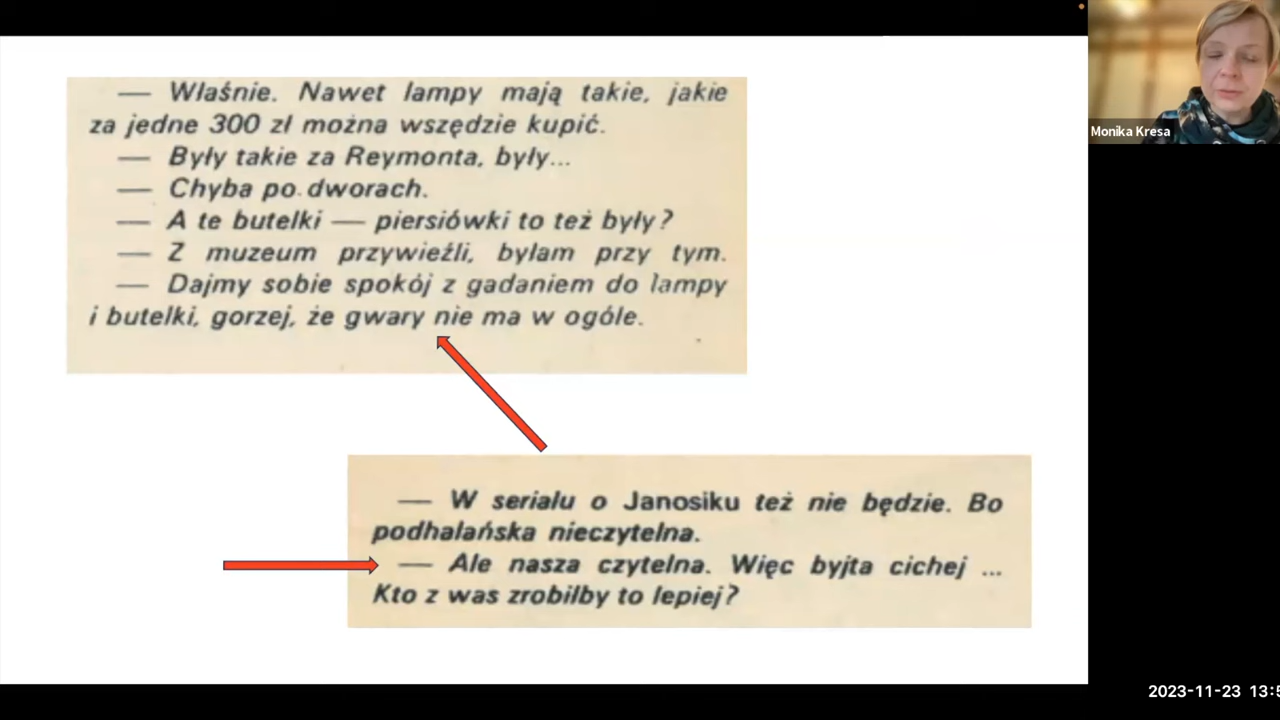 — Właśnie. Nawet lampy mają takie, jakie
za jedne 300 zł można wszędzie kupić.
— Były takie za Reymonta, były...
— Chyba po dworach.
— A te butelki — piersiówki to też były?
— Z muzeum przywieźli, byłam przy tym.
— Dajmy sobie spokój z gadaniem do lampy
i butelki, gorzej, że gwary nie ma w ogóle.
— W serialu o Janosiku też nie będzie. Bo
podhalańska nieczytelna.
— Ale nasza czytelna. Więc byjta cichej ...
Kto z was zrobiłby to lepiej?
Monika Kresa
2023-11-23 13:5